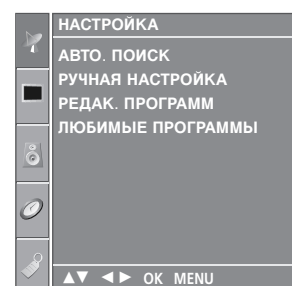 НАСТРОЙКА
АВТО. ПОИСК
РУЧНАЯ НАСТРОЙКА
РЕДАК. ПРОГРАММ
ЛЮБИМЫЕ ПРОГРАММЫ
▲▼ ◄► OK MENU